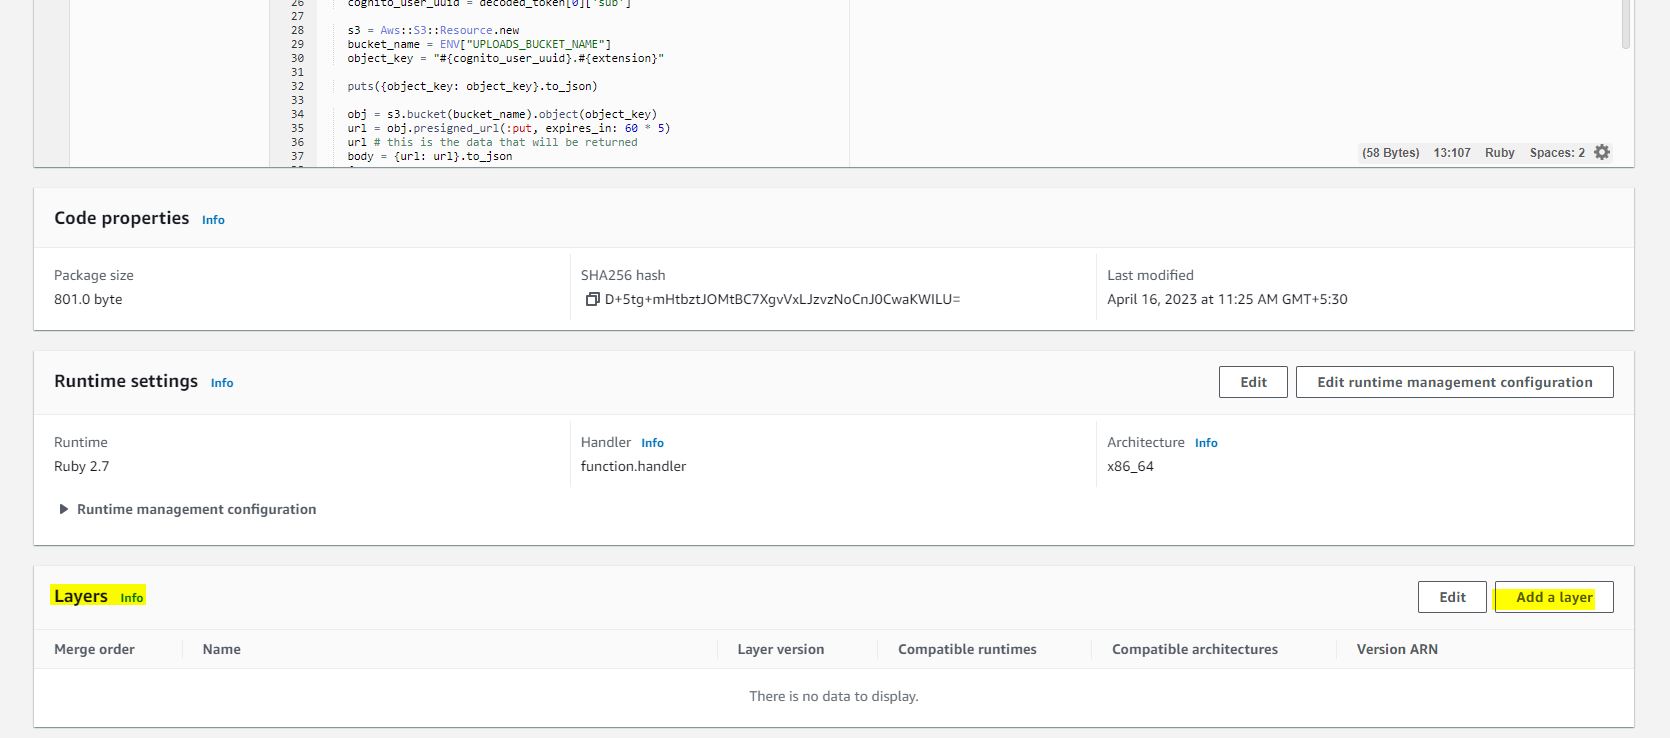 26 cognito_user_uuid = decoded_token[0]['sub']
27
28 s3 = Aws::S3::Resource.new
29 bucket_name = ENV["UPLOADS_BUCKET_NAME"]
30 object_key = "#{cognito_user_uuid}.#{extension}"
31
32 puts({object_key: object_key}.to_json)
33
34 obj = s3.bucket(bucket_name).object(object_key)
35 url = obj.presigned_url(:put, expires_in: 60 * 5)
36 url # this is the data that will be returned
37 body = {url: url}.to_json
(58 Bytes) 13:107 Ruby Spaces: 2
Code properties Info
Package size SHA256 hash Last modified
801.0 byte D+5tg+mHtbztJOMtBC7XgvVxLJzvzNoCnJ0CwaKWILU= April 16, 2023 at 11:25 AM GMT+5:30
Runtime settings Info Edit Edit runtime management configuration
Runtime Handler Info Architecture Info
Ruby 2.7 function.handler x86_64
Runtime management configuration
Layers Info Edit Add a layer
Merge order Name Layer version Compatible runtimes Compatible architectures Version ARN
There is no data to display.